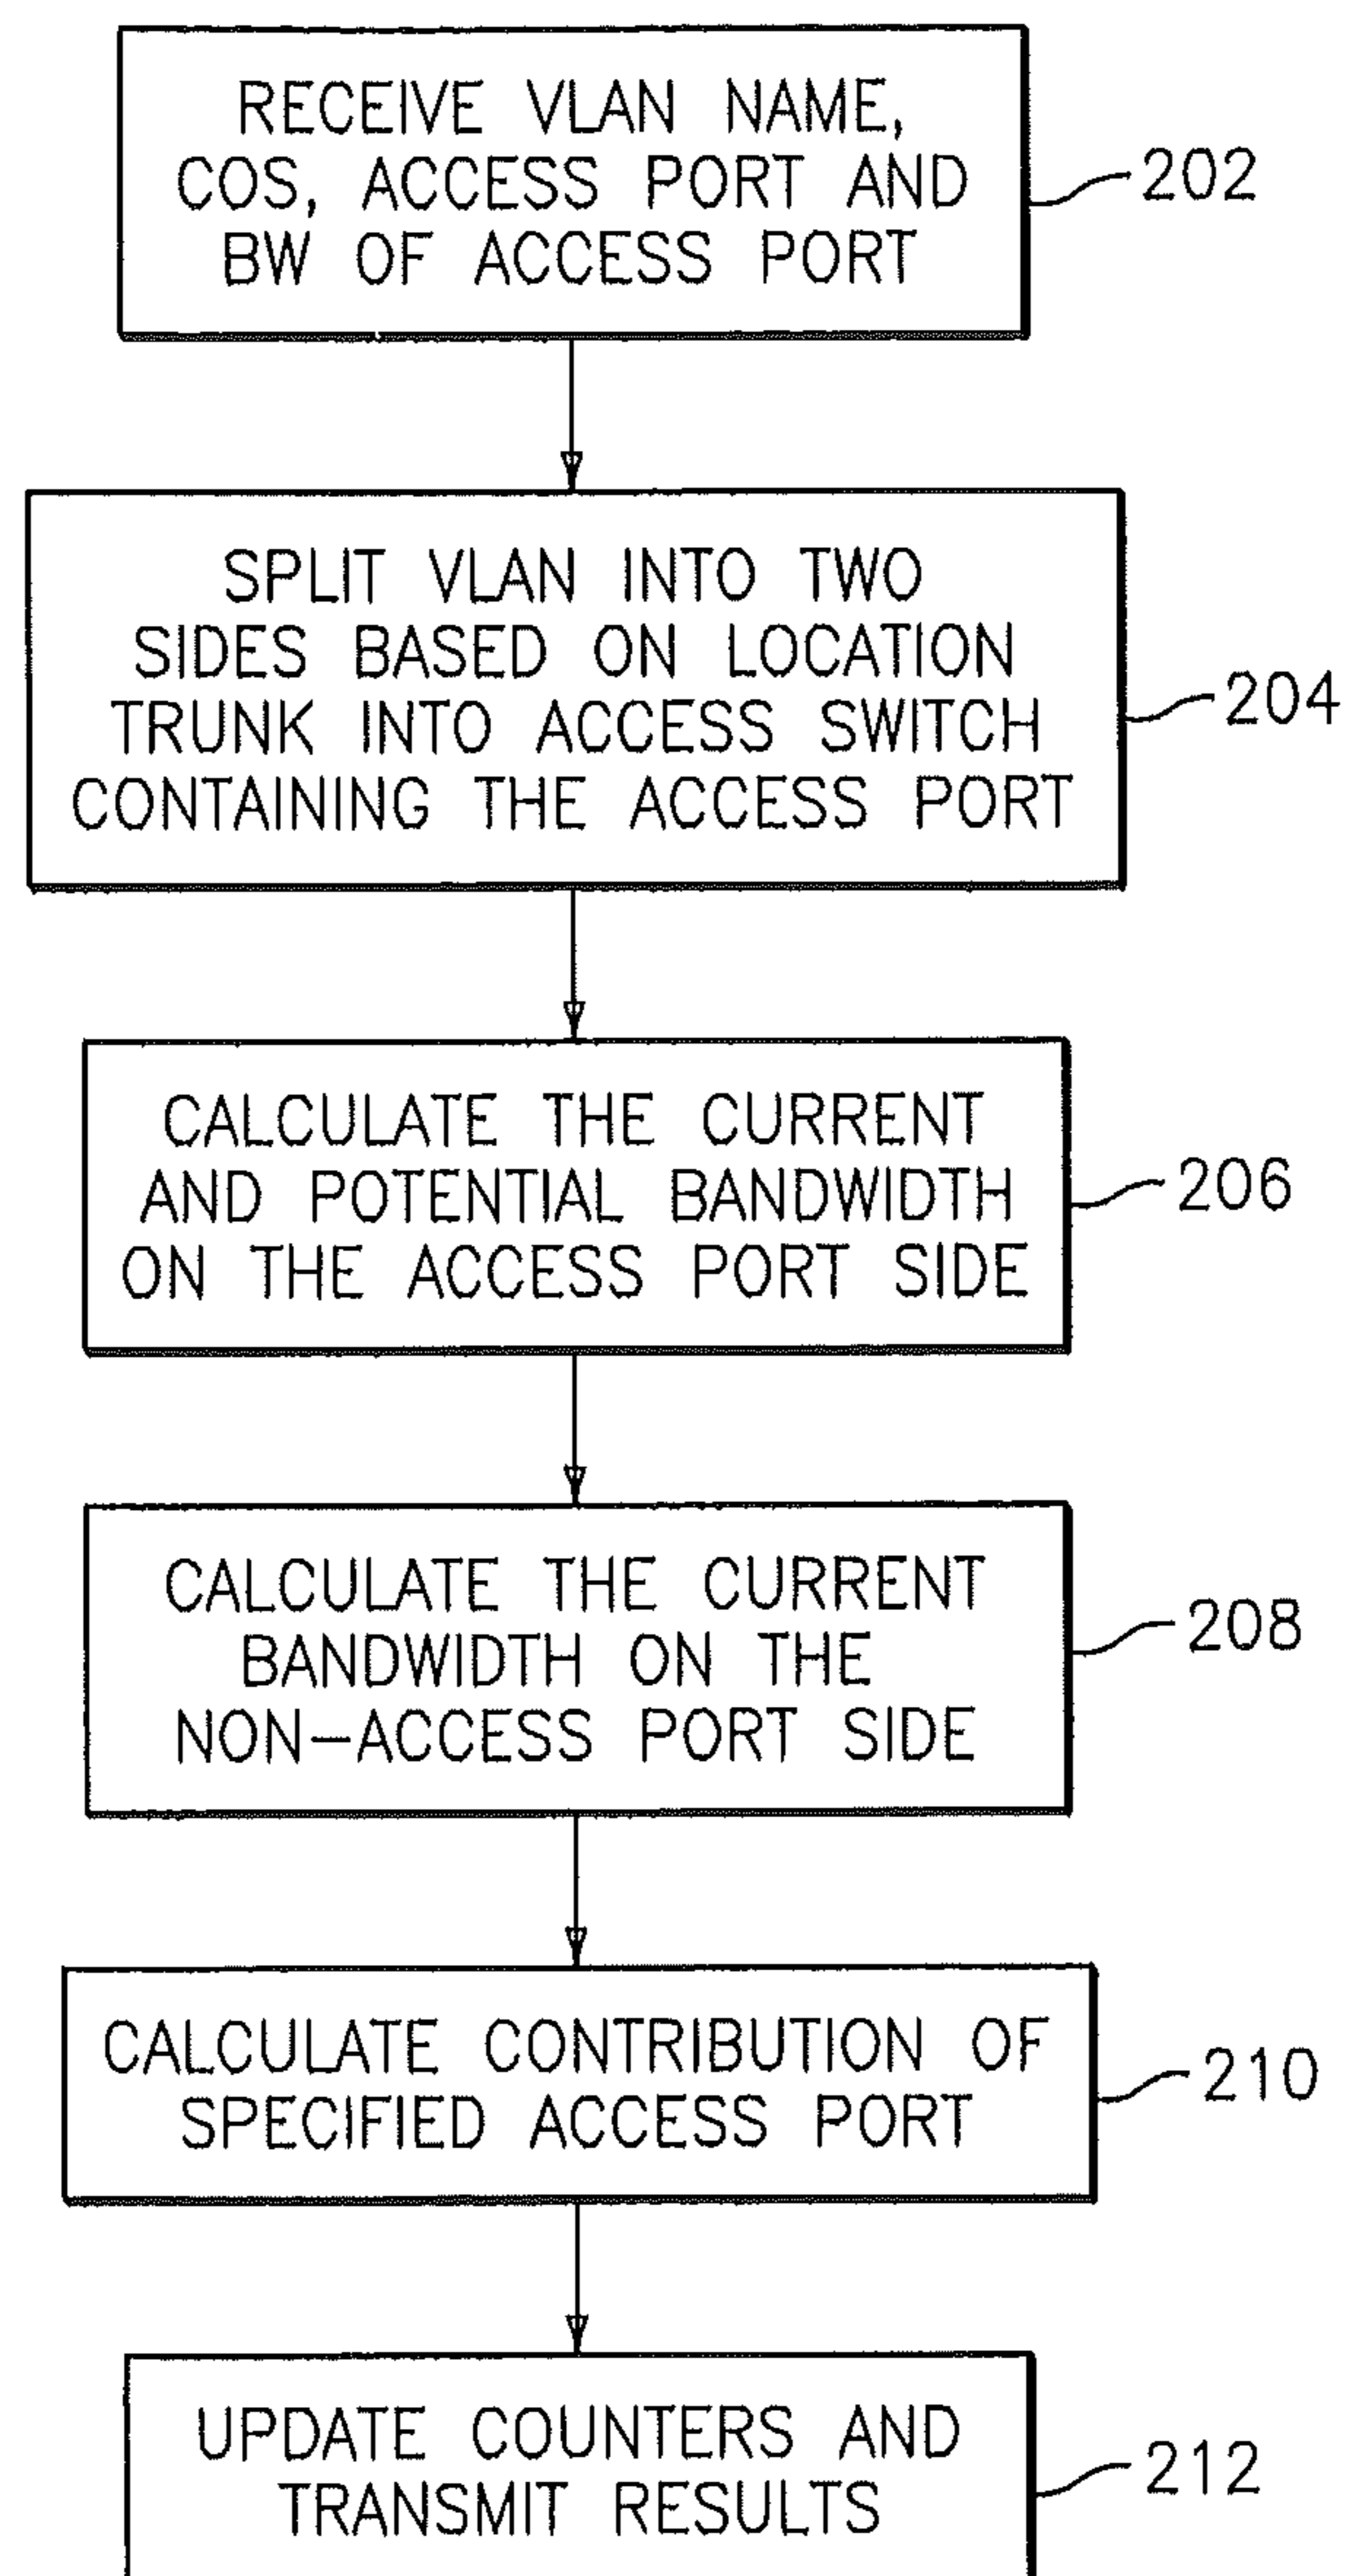 RECEIVE VLAN NAME,
COS, ACCESS PORT AND
BW OF ACCESS PORT
202
SPLIT VLAN INTO TWO
SIDES BASED ON LOCATION
TRUNK INTO ACCESS SWITCH
CONTAINING THE ACCESS PORT
204
CALCULATE THE CURRENT
AND POTENTIAL BANDWIDTH
ON THE ACCESS PORT SIDE
206
CALCULATE THE CURRENT
BANDWIDTH ON THE
NON-ACCESS PORT SIDE
208
CALCULATE CONTRIBUTION OF
SPECIFIED ACCESS PORT
210
UPDATE COUNTERS AND
TRANSMIT RESULTS
212